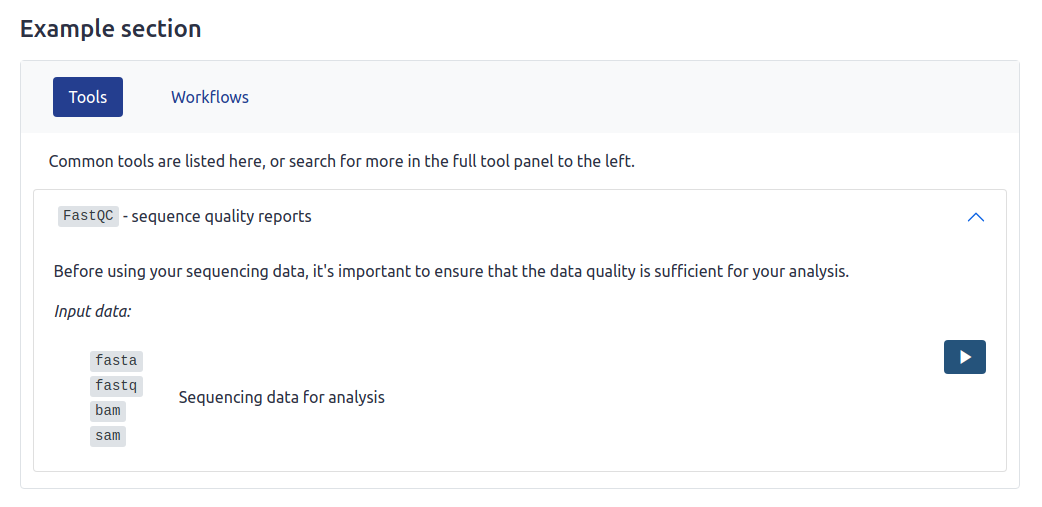 Example section
Tools
Workflows
Common tools are listed here, or search for more in the full tool panel to the left.
FastQC - sequence quality reports
Before using your sequencing data, it's important to ensure that the data quality is sufficient for your analysis.
Input data:
fasta
fastq
bam
sam
Sequencing data for analysis